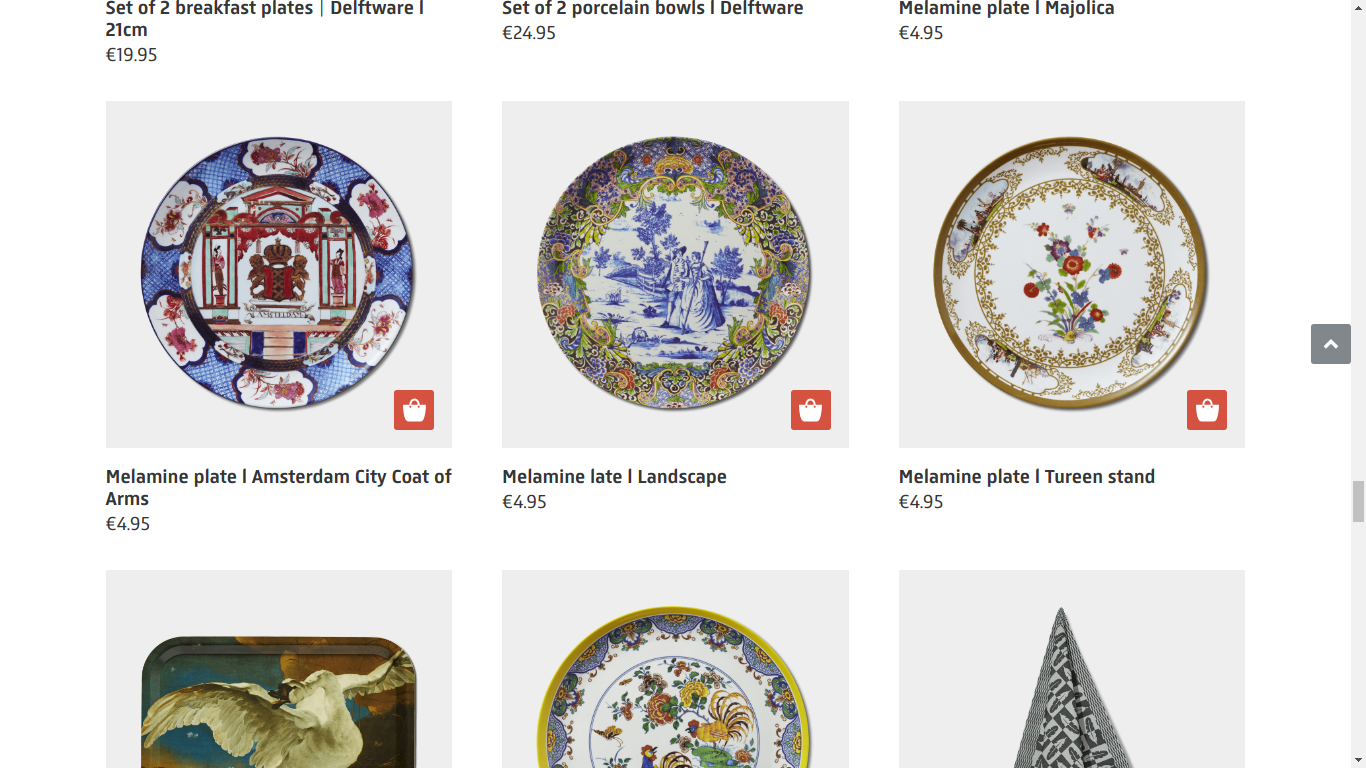 Set of 2 breakfast plates | Delftware l
21cm
€19.95
Set of 2 porcelain bowls l Delftware
€24.95
Melamine plate l Majolica
€4.95
AMSTELDAM
Melamine plate l Amsterdam City Coat of
Arms
€4.95
Melamine late l Landscape
€4.95
Melamine plate l Tureen stand
€4.95